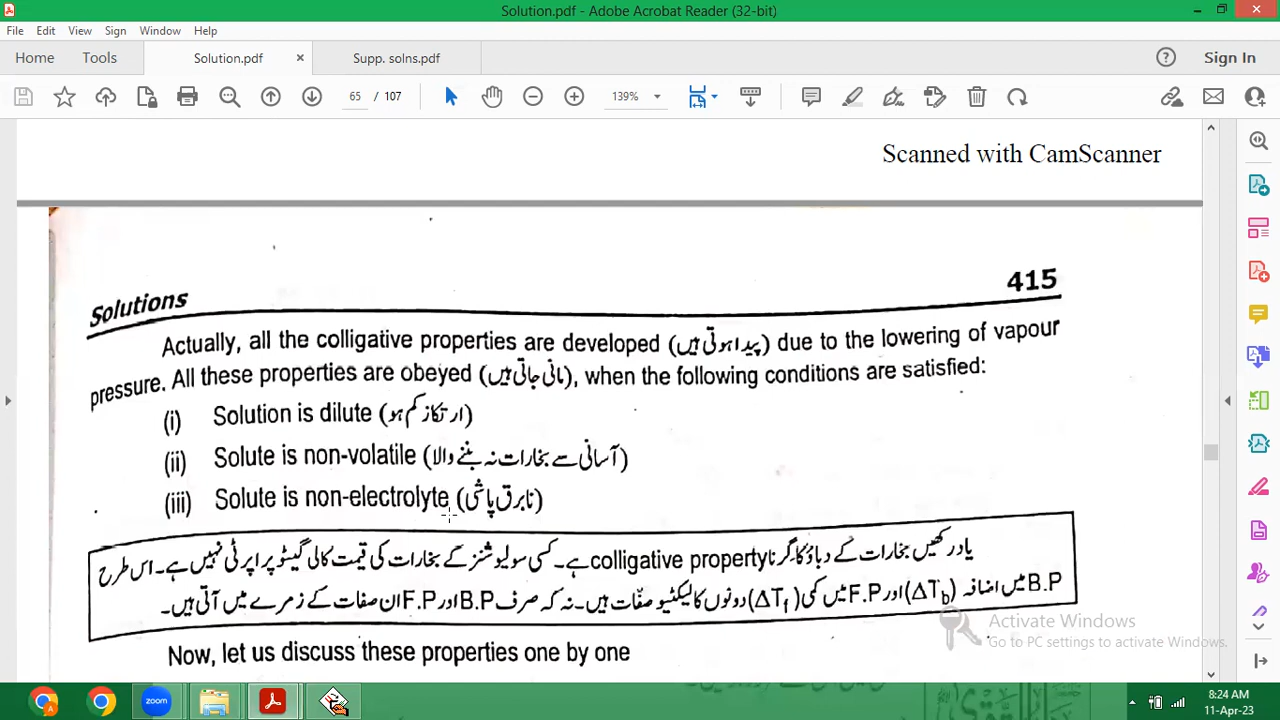 Solution.pdf - Adobe Acrobat Reader (32-bit)
File Edit View Sign Window Help
Home Tools Solution.pdf × Supp. solns.pdf Sign In
65 / 107 139%
Scanned with CamScanner
Solutions 415
Actually, all the colligative properties are developed (پیدا ہوتی ہیں) due to the lowering of vapour
pressure. All these properties are obeyed (مانی جاتی ہیں), when the following conditions are satisfied:
(i) Solution is dilute (ارتکاز کم ہو)
(ii) Solute is non-volatile (آسانی سے بخارات نہ بننے والا)
(iii) Solute is non-electrolyte (نابرق پاشی)
یاد رکھیں بخارات کے دباؤ کا گرنا colligative property ہے۔ کسی سولیوشنز کے بخارات کی قیمت کالی گیٹو پراپرٹی نہیں ہے۔ اس طرح
B.P میں اضافہ (ΔTb) اور F.P میں کمی (ΔTf) دونوں کالیکٹیو صفات ہیں۔ نہ کہ صرف B.P اور F.P ان صفات کے زمرے میں آتی ہیں۔
Now, let us discuss these properties one by one
Activate Windows
Go to PC settings to activate Windows.
zoom
8:24 AM
11-Apr-23